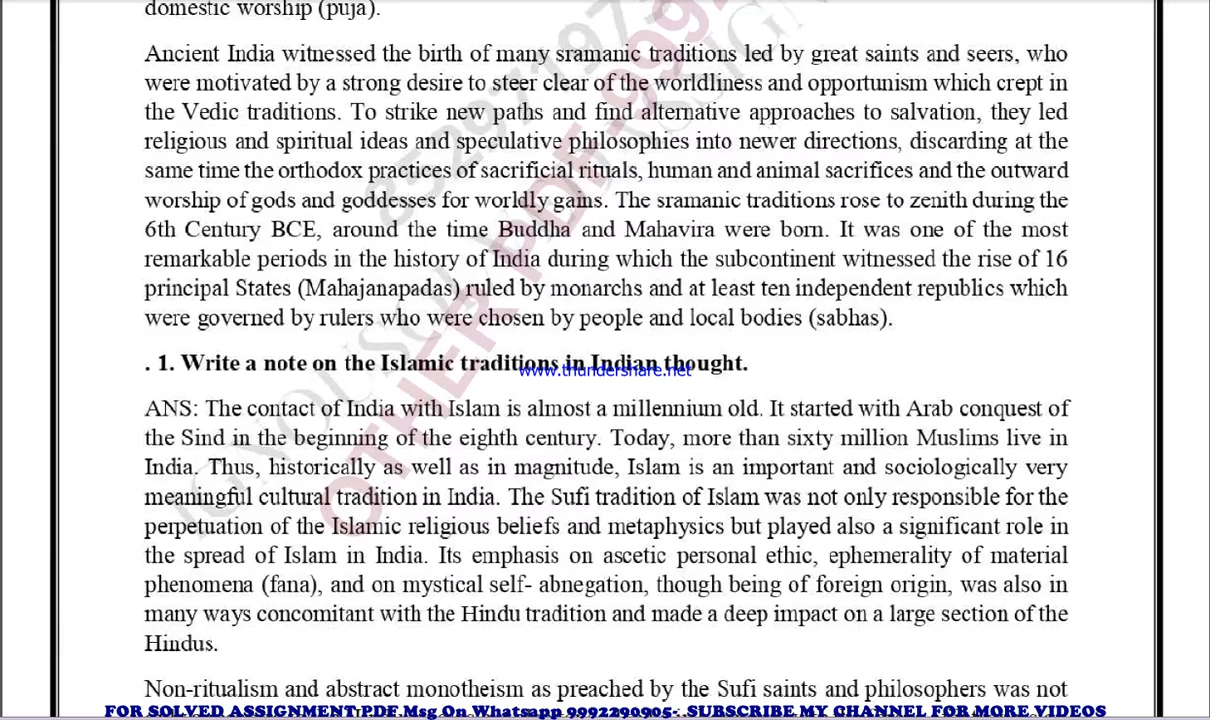 domestic worship (puja).
Ancient India witnessed the birth of many sramanic traditions led by great saints and seers, who
were motivated by a strong desire to steer clear of the worldliness and opportunism which crept in
the Vedic traditions. To strike new paths and find alternative approaches to salvation, they led
religious and spiritual ideas and speculative philosophies into newer directions, discarding at the
same time the orthodox practices of sacrificial rituals, human and animal sacrifices and the outward
worship of gods and goddesses for worldly gains. The sramanic traditions rose to zenith during the
6th Century BCE, around the time Buddha and Mahavira were born. It was one of the most
remarkable periods in the history of India during which the subcontinent witnessed the rise of 16
principal States (Mahajanapadas) ruled by monarchs and at least ten independent republics which
were governed by rulers who were chosen by people and local bodies (sabhas).
. 1. Write a note on the Islamic traditions in Indian thought.
www.thundershare.net
ANS: The contact of India with Islam is almost a millennium old. It started with Arab conquest of
the Sind in the beginning of the eighth century. Today, more than sixty million Muslims live in
India. Thus, historically as well as in magnitude, Islam is an important and sociologically very
meaningful cultural tradition in India. The Sufi tradition of Islam was not only responsible for the
perpetuation of the Islamic religious beliefs and metaphysics but played also a significant role in
the spread of Islam in India. Its emphasis on ascetic personal ethic, ephemerality of material
phenomena (fana), and on mystical self- abnegation, though being of foreign origin, was also in
many ways concomitant with the Hindu tradition and made a deep impact on a large section of the
Hindus.
Non-ritualism and abstract monotheism as preached by the Sufi saints and philosophers was not
FOR SOLVED ASSIGNMENT PDF Msg On Whatsapp 9992290905-. SUBSCRIBE MY CHANNEL FOR MORE VIDEOS
OTHER PDF-999